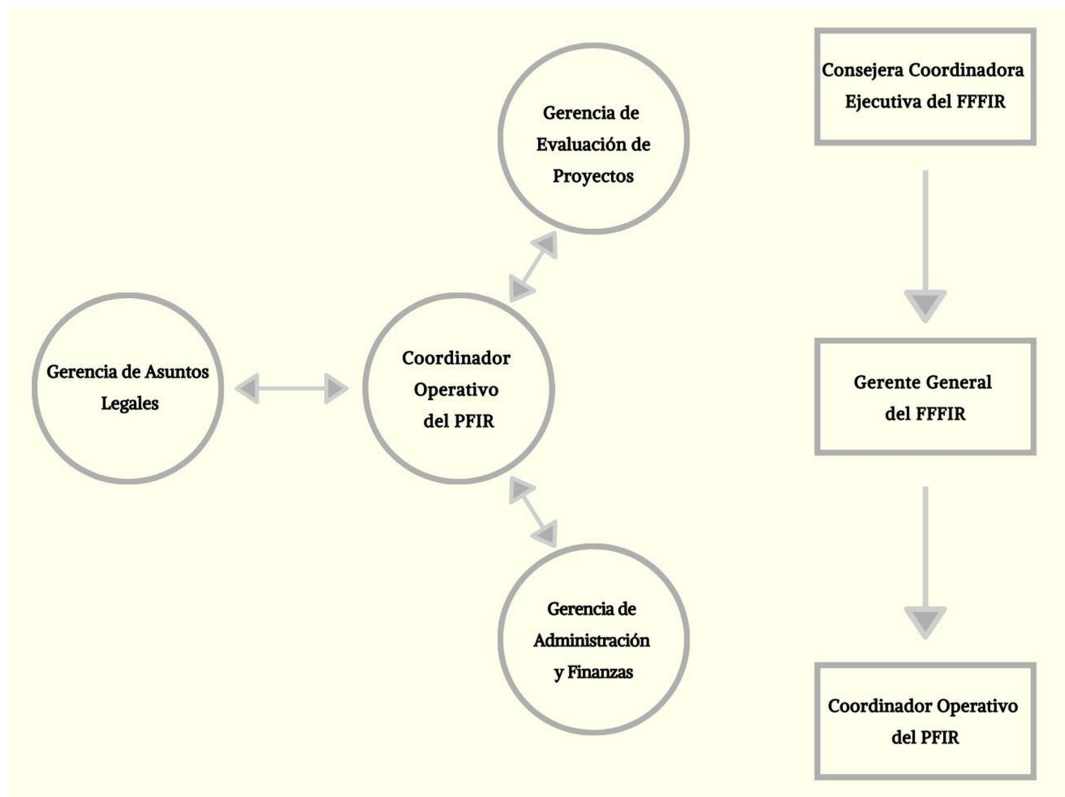 Gerencia de
Evaluación de
Proyectos
Gerencia de Asuntos
Legales
Coordinador
Operativo
del PFIR
Gerencia de
Administración
y Finanzas
Consejera Coordinadora
Ejecutiva del FFFIR
Gerente General
del FFFIR
Coordinador Operativo
del PFIR